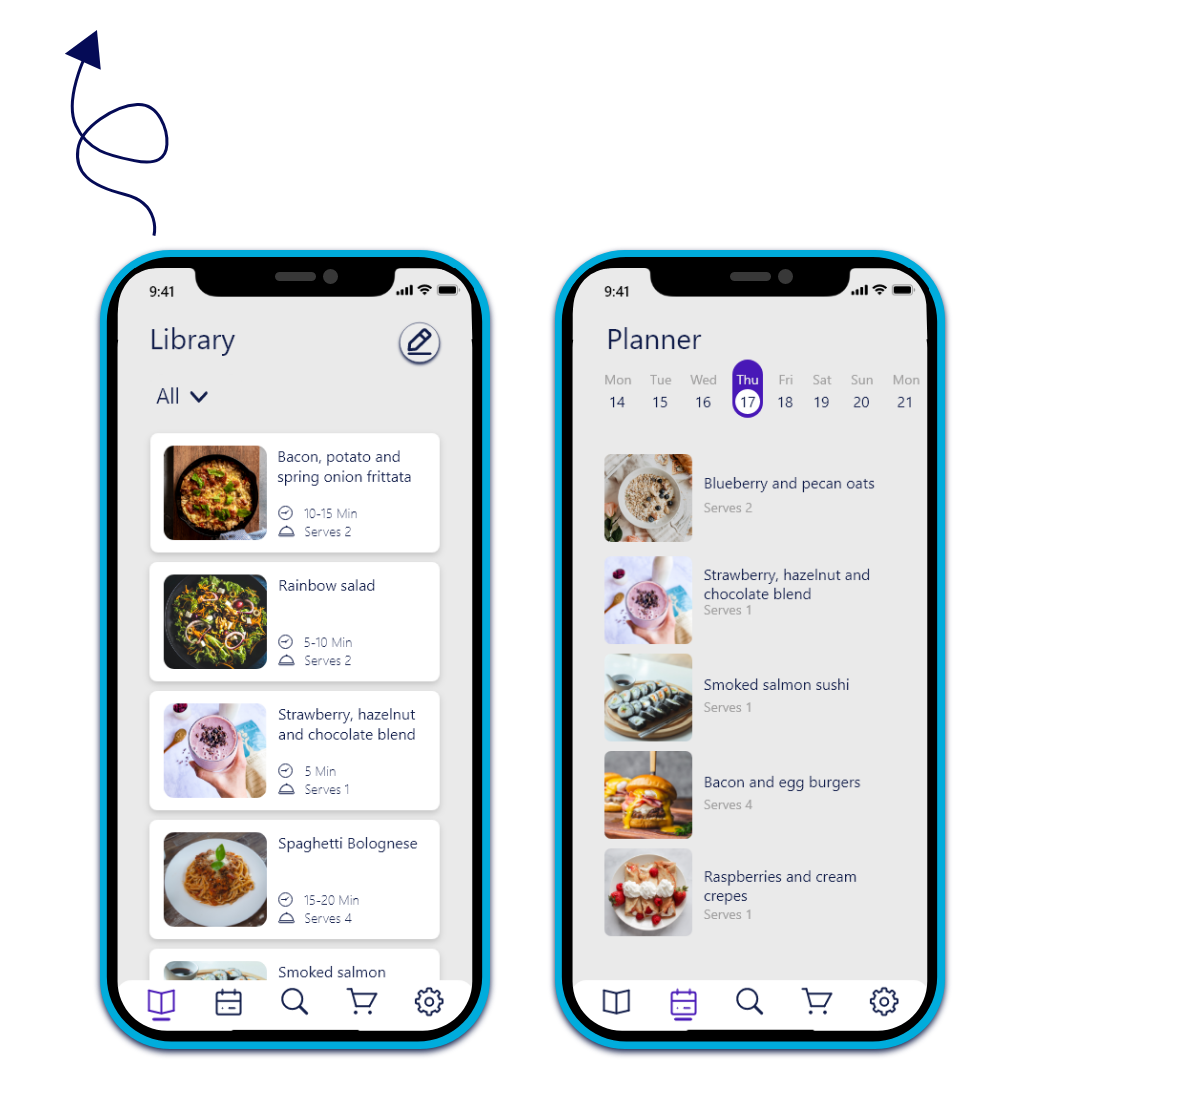 9:41
Library
All
Bacon, potato and
spring onion frittata
10-15 Min
Serves 2
Rainbow salad
5-10 Min
Serves 2
Strawberry, hazelnut
and chocolate blend
5 Min
Serves 1
Spaghetti Bolognese
15-20 Min
Serves 4
Smoked salmon
9:41
Planner
Mon Tue Wed Thu Fri Sat Sun Mon
14 15 16 17 18 19 20 21
Blueberry and pecan oats
Serves 2
Strawberry, hazelnut and
chocolate blend
Serves 1
Smoked salmon sushi
Serves 1
Bacon and egg burgers
Serves 4
Raspberries and cream
crepes
Serves 1